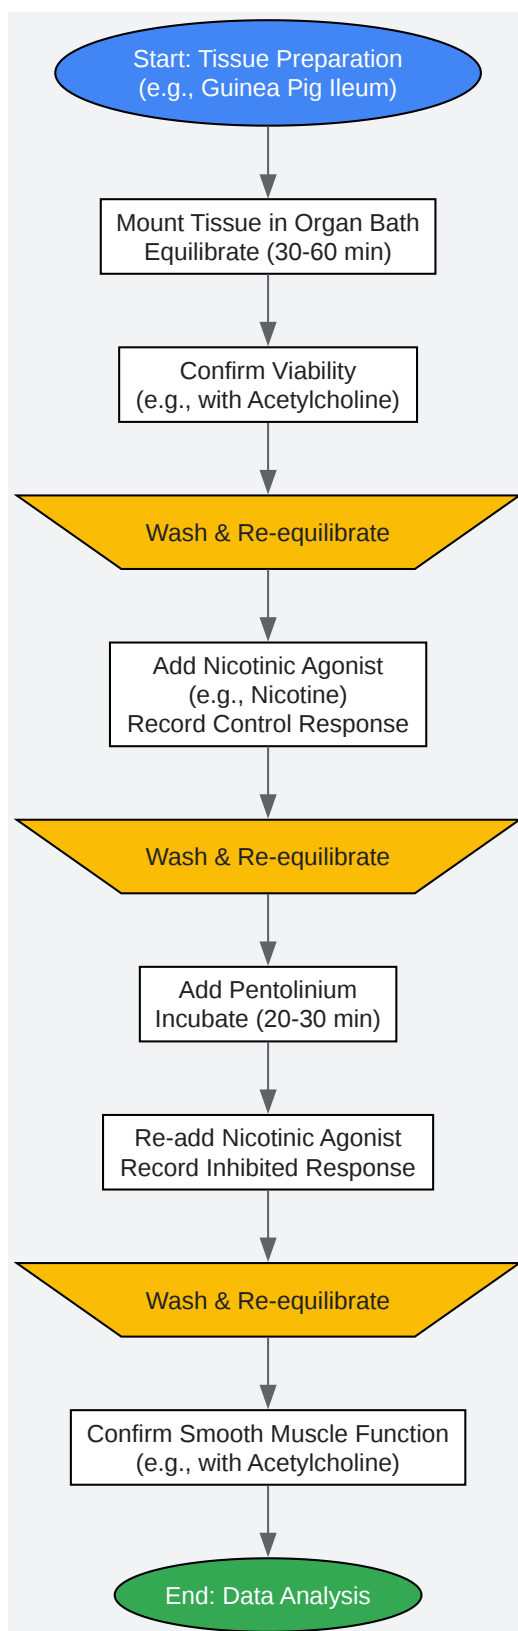 Start: Tissue Preparation
(e.g., Guinea Pig Ileum)
Mount Tissue in Organ Bath
Equilibrate (30-60 min)
Confirm Viability
(e.g., with Acetylcholine)
Wash & Re-equilibrate
Add Nicotinic Agonist
(e.g., Nicotine)
Record Control Response
Wash & Re-equilibrate
Add Pentolinium
Incubate (20-30 min)
Re-add Nicotinic Agonist
Record Inhibited Response
Wash & Re-equilibrate
Confirm Smooth Muscle Function
(e.g., with Acetylcholine)
End: Data Analysis